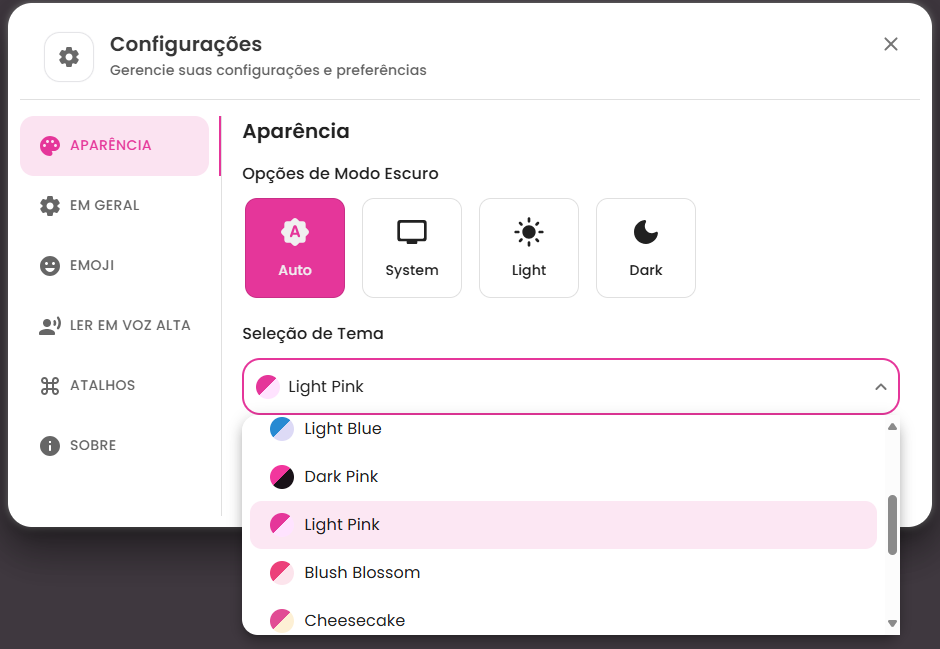 Configurações
Gerencie suas configurações e preferências
APARÊNCIA
EM GERAL
EMOJI
LER EM VOZ ALTA
ATALHOS
SOBRE
Aparência
Opções de Modo Escuro
A
Auto
System
Light
Dark
Seleção de Tema
Light Pink
Light Blue
Dark Pink
Light Pink
Blush Blossom
Cheesecake